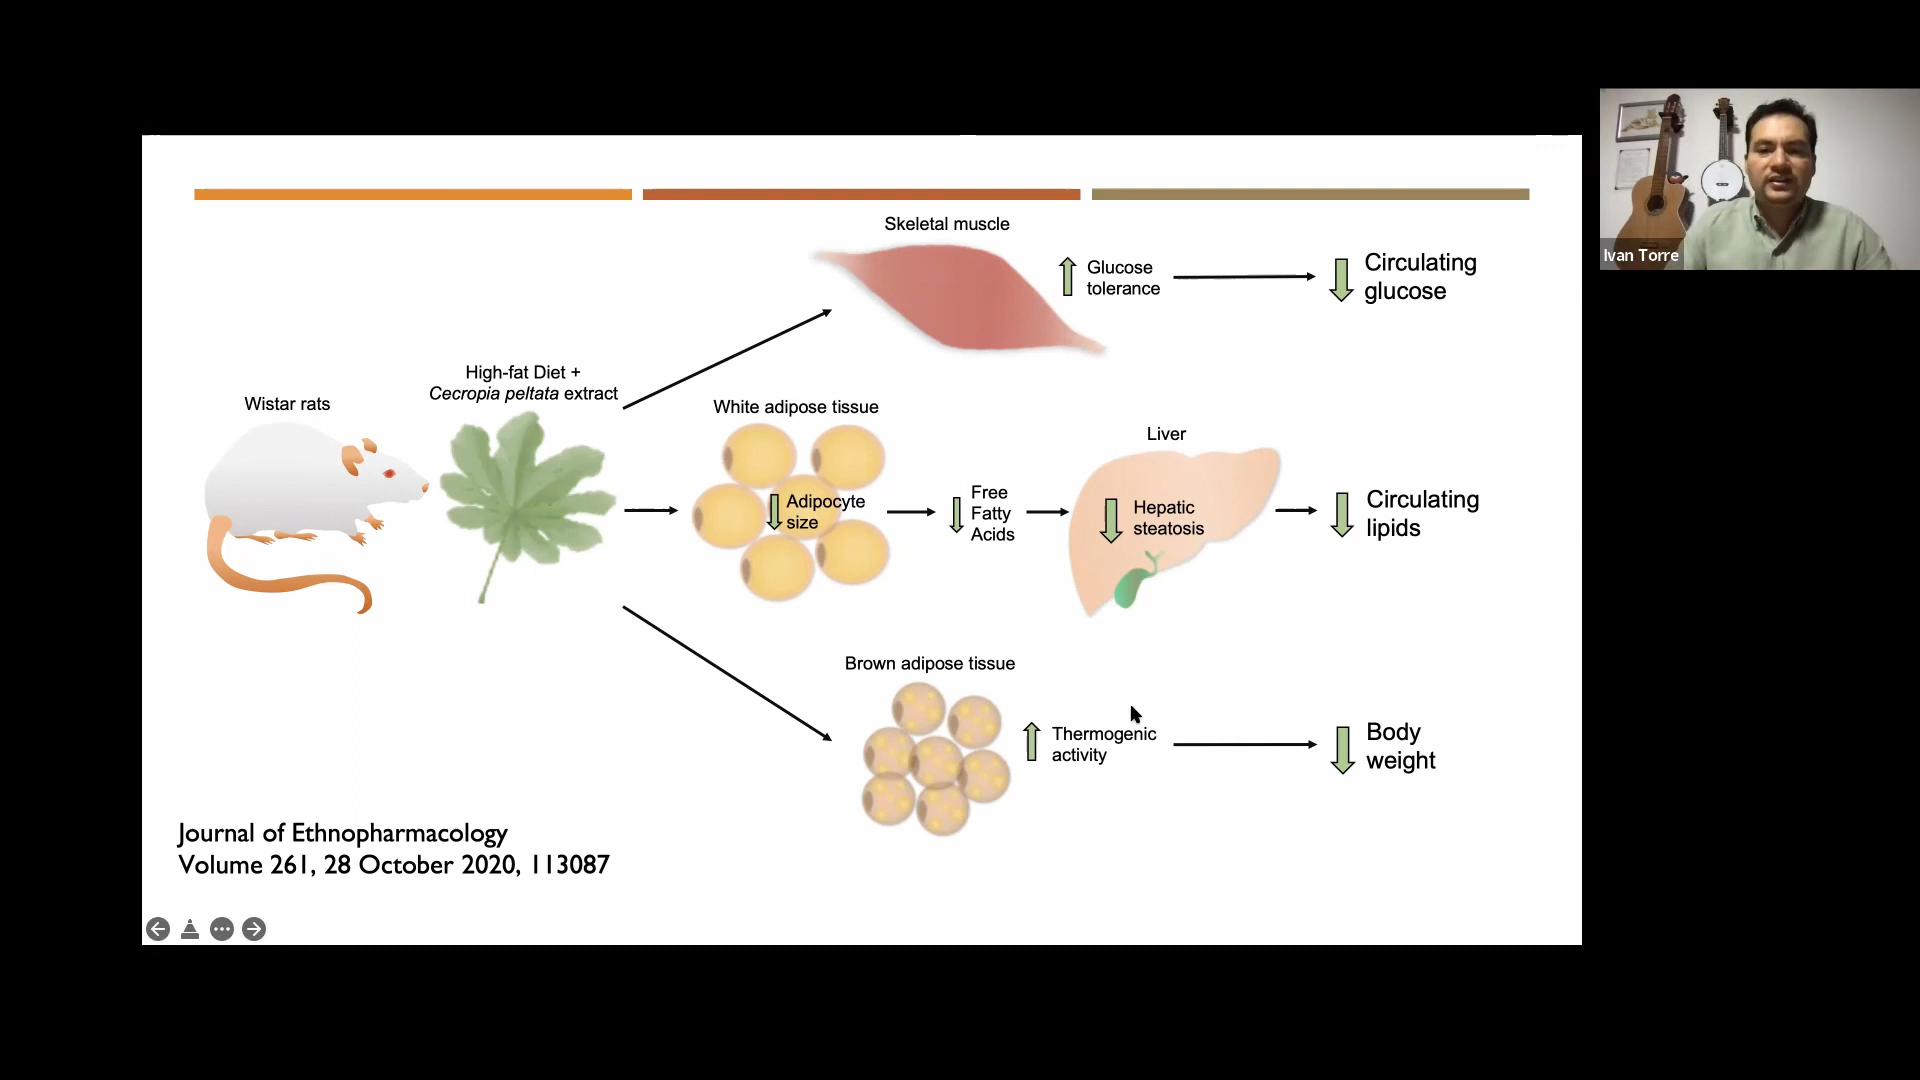 Skeletal muscle
Glucose
tolerance
Circulating
glucose
High-fat Diet +
Cecropia peltata extract
Wistar rats
White adipose tissue
Adipocyte
size
Free
Fatty
Acids
Liver
Hepatic
steatosis
Circulating
lipids
Brown adipose tissue
Thermogenic
activity
Body
weight
Journal of Ethnopharmacology
Volume 261, 28 October 2020, 113087
Ivan Torre